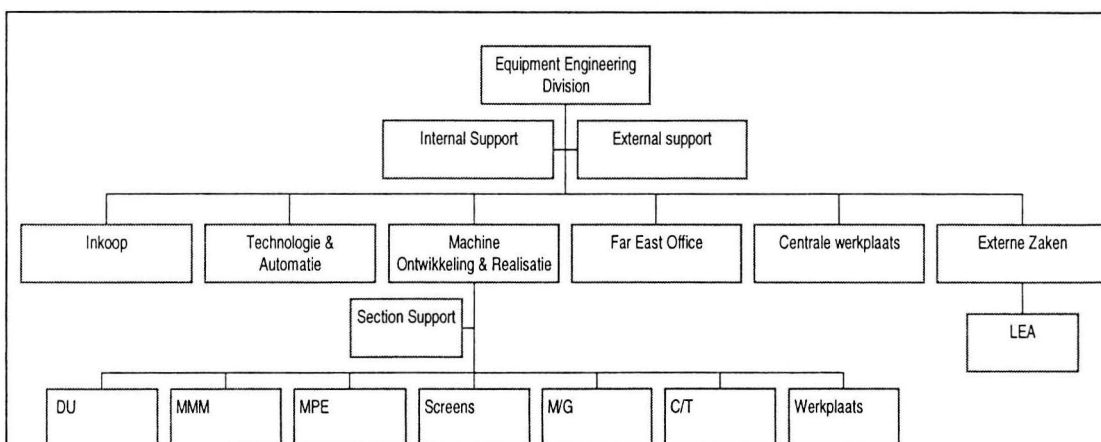 Equipment Engineering
Division
Internal Support
External support
Inkoop
Technologie &
Automatie
Machine
Ontwikkeling & Realisatie
Far East Office
Centrale werkplaats
Externe Zaken
Section Support
LEA
DU
MMM
MPE
Screens
M/G
C/T
Werkplaats